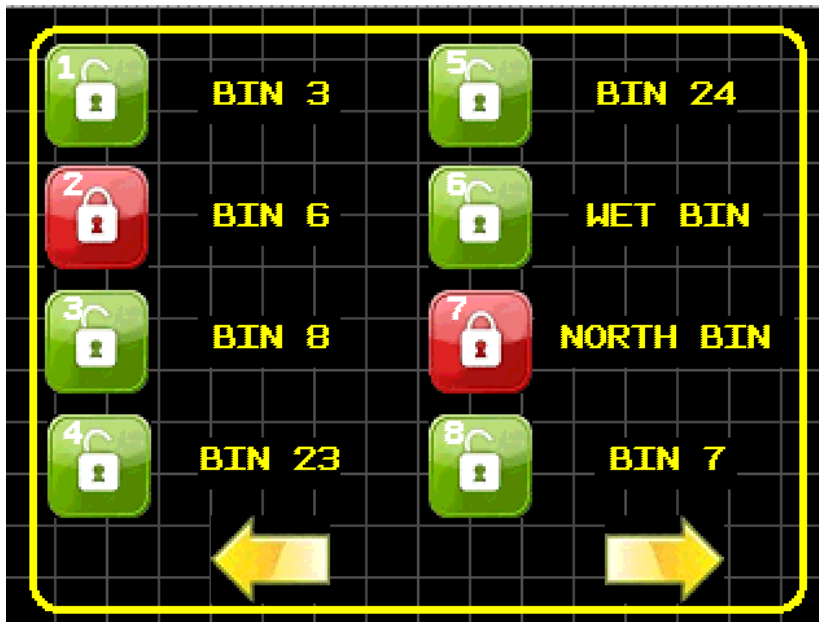 1 BIN 3
2 BIN 6
3 BIN 8
4 BIN 23
5 BIN 24
6 WET BIN
7 NORTH BIN
8 BIN 7